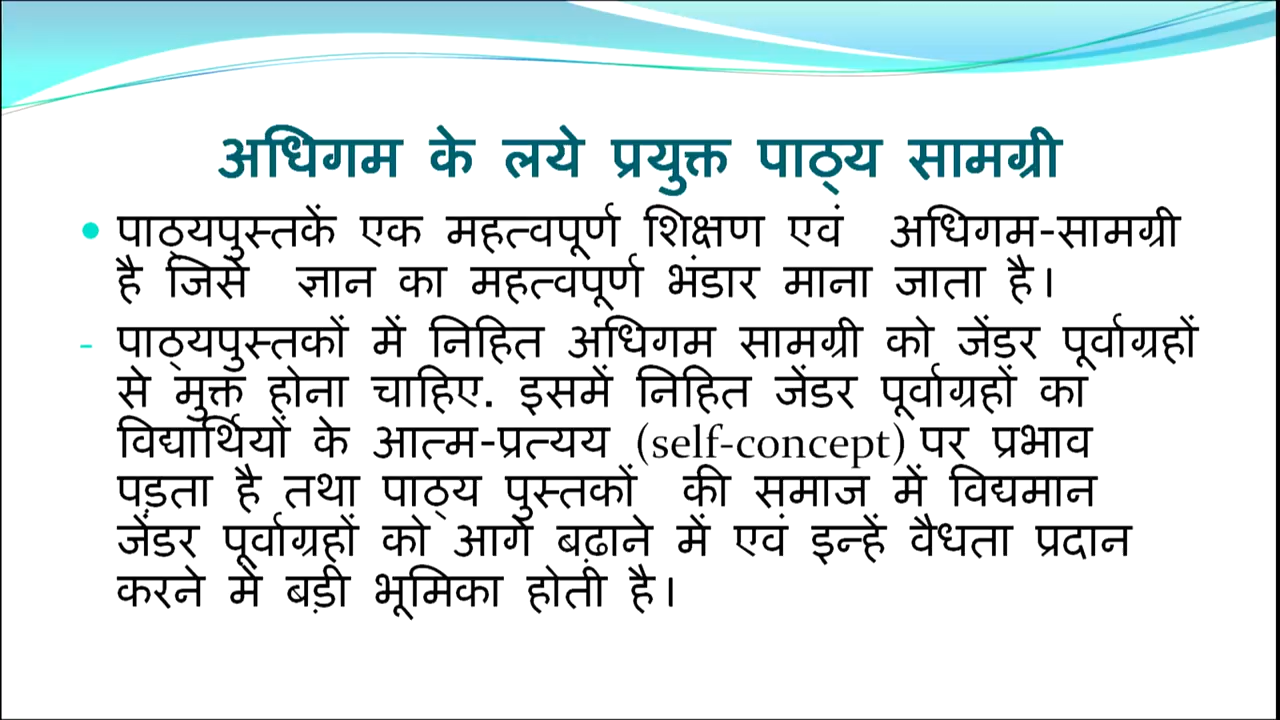 अधिगम के लये प्रयुक्त पाठ्य सामग्री
• पाठ्यपुस्तकें एक महत्वपूर्ण शिक्षण एवं अधिगम-सामग्री
है जिसे ज्ञान का महत्वपूर्ण भंडार माना जाता है।
- पाठ्यपुस्तकों में निहित अधिगम सामग्री को जेंडर पूर्वाग्रहों
से मुक्त होना चाहिए. इसमें निहित जेंडर पूर्वाग्रहों का
विद्यार्थियों के आत्म-प्रत्यय (self-concept) पर प्रभाव
पड़ता है तथा पाठ्य पुस्तकों की समाज में विद्यमान
जेंडर पूर्वाग्रहों को आगे बढ़ाने में एवं इन्हें वैधता प्रदान
करने में बड़ी भूमिका होती है।